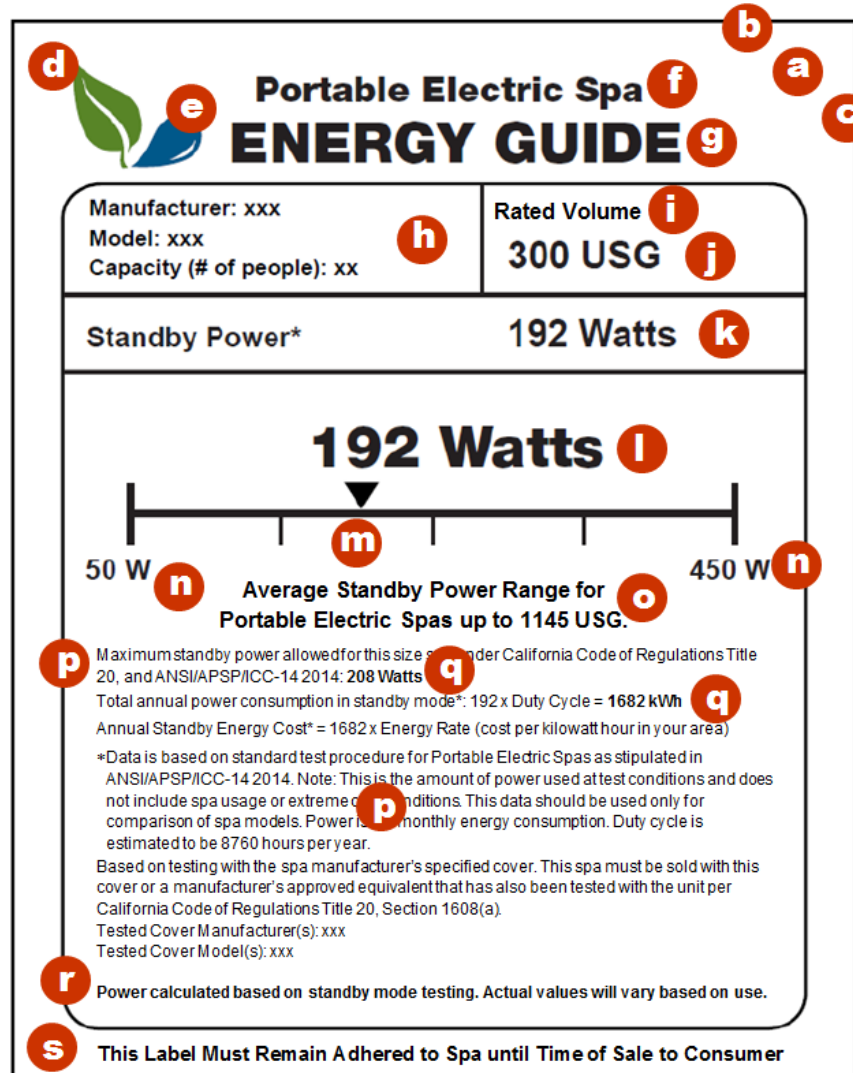 b
d
a
Portable Electric Spa f
e
c
ENERGY GUIDE g
Manufacturer: xxx
Model: xxx
Capacity (# of people): xx
h
Rated Volume i
300 USG j
Standby Power* 192 Watts k
192 Watts l
m
50 W n
450 W n
Average Standby Power Range for
Portable Electric Spas up to 1145 USG. o
p Maximum standby power allowed for this size under California Code of Regulations Title
20, and ANSI/APSP/ICC-14 2014: 208 Watts q
Total annual power consumption in standby mode*: 192 x Duty Cycle = 1682 kWh q
Annual Standby Energy Cost* = 1682 x Energy Rate (cost per kilowatt hour in your area)
*Data is based on standard test procedure for Portable Electric Spas as stipulated in
ANSI/APSP/ICC-14 2014. Note: This is the amount of power used at test conditions and does
not include spa usage or extreme conditions. This data should be used only for
p
comparison of spa models. Power is monthly energy consumption. Duty cycle is
estimated to be 8760 hours per year.
Based on testing with the spa manufacturer's specified cover. This spa must be sold with this
cover or a manufacturer's approved equivalent that has also been tested with the unit per
California Code of Regulations Title 20, Section 1608(a).
Tested Cover Manufacturer(s): xxx
Tested Cover Model(s): xxx
r Power calculated based on standby mode testing. Actual values will vary based on use.
s This Label Must Remain Adhered to Spa until Time of Sale to Consumer